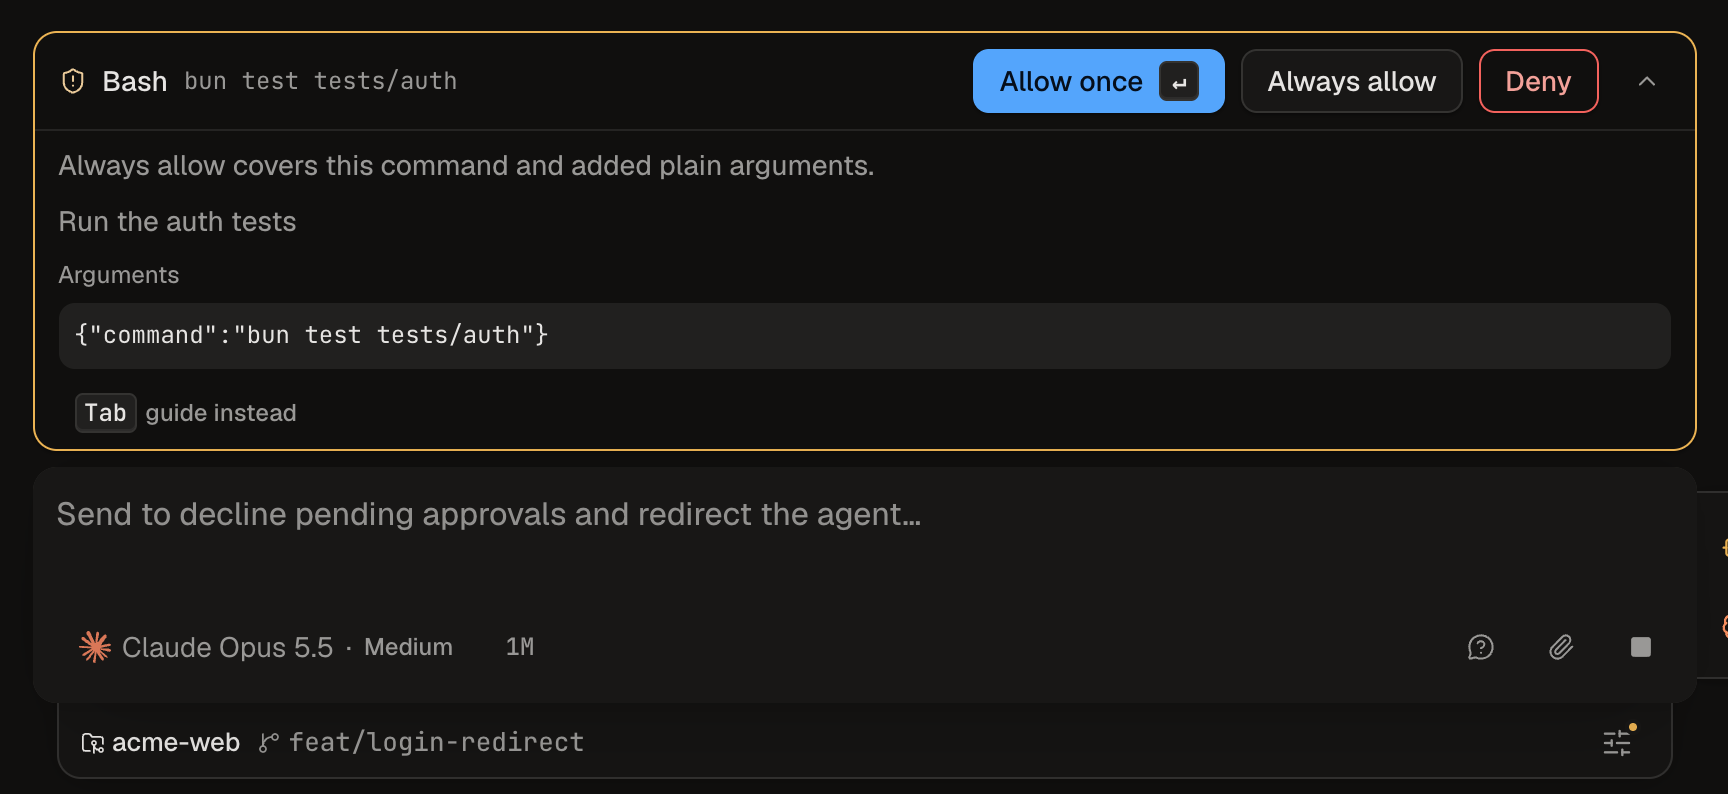 Bash bun test tests/auth Allow once ↵ Always allow Deny
Always allow covers this command and added plain arguments.
Run the auth tests
Arguments
{"command":"bun test tests/auth"}
Tab guide instead
Send to decline pending approvals and redirect the agent…
Claude Opus 5.5 · Medium 1M
acme-web feat/login-redirect